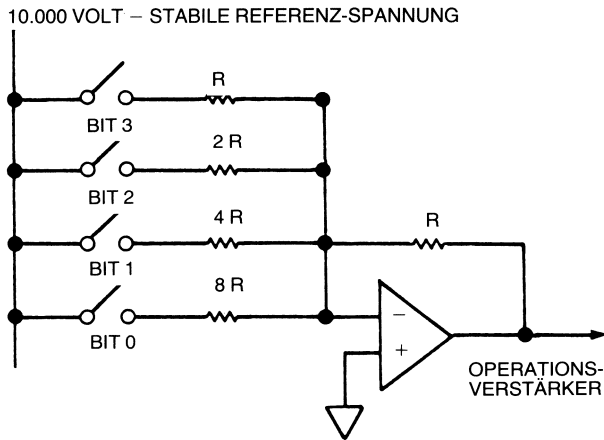 10.000 VOLT – STABILE REFERENZ-SPANNUNG
R
BIT 3
2 R
BIT 2
4 R
R
BIT 1
8 R
BIT 0
−
+
OPERATIONS-
VERSTÄRKER